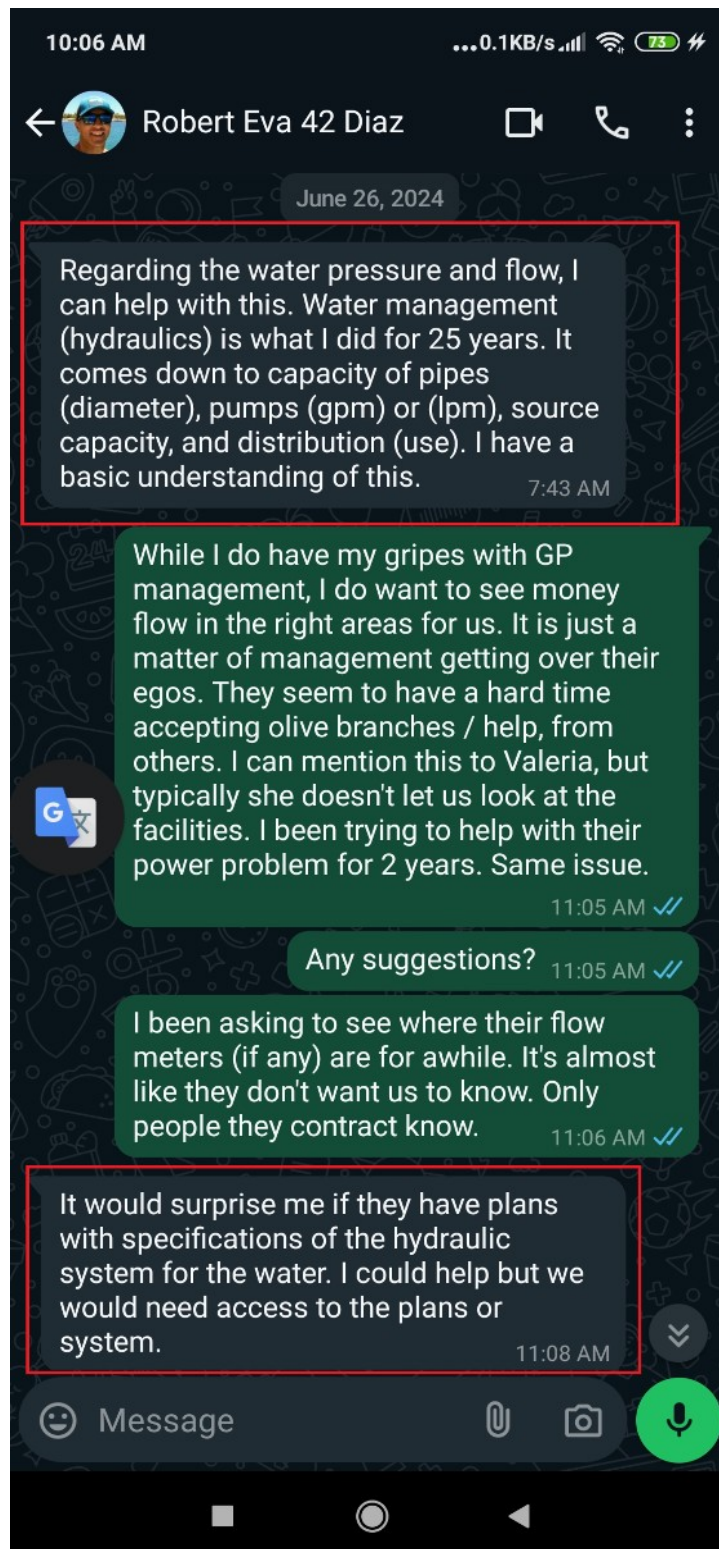 10:06 AM
...0.1KB/s
73
Robert Eva 42 Diaz
June 26, 2024
Regarding the water pressure and flow, I
can help with this. Water management
(hydraulics) is what I did for 25 years. It
comes down to capacity of pipes
(diameter), pumps (gpm) or (lpm), source
capacity, and distribution (use). I have a
basic understanding of this.
7:43 AM
While I do have my gripes with GP
management, I do want to see money
flow in the right areas for us. It is just a
matter of management getting over their
egos. They seem to have a hard time
accepting olive branches / help, from
others. I can mention this to Valeria, but
typically she doesn't let us look at the
facilities. I been trying to help with their
power problem for 2 years. Same issue.
11:05 AM
Any suggestions?
11:05 AM
I been asking to see where their flow
meters (if any) are for awhile. It's almost
like they don't want us to know. Only
people they contract know.
11:06 AM
It would surprise me if they have plans
with specifications of the hydraulic
system for the water. I could help but we
would need access to the plans or
system.
11:08 AM
Message